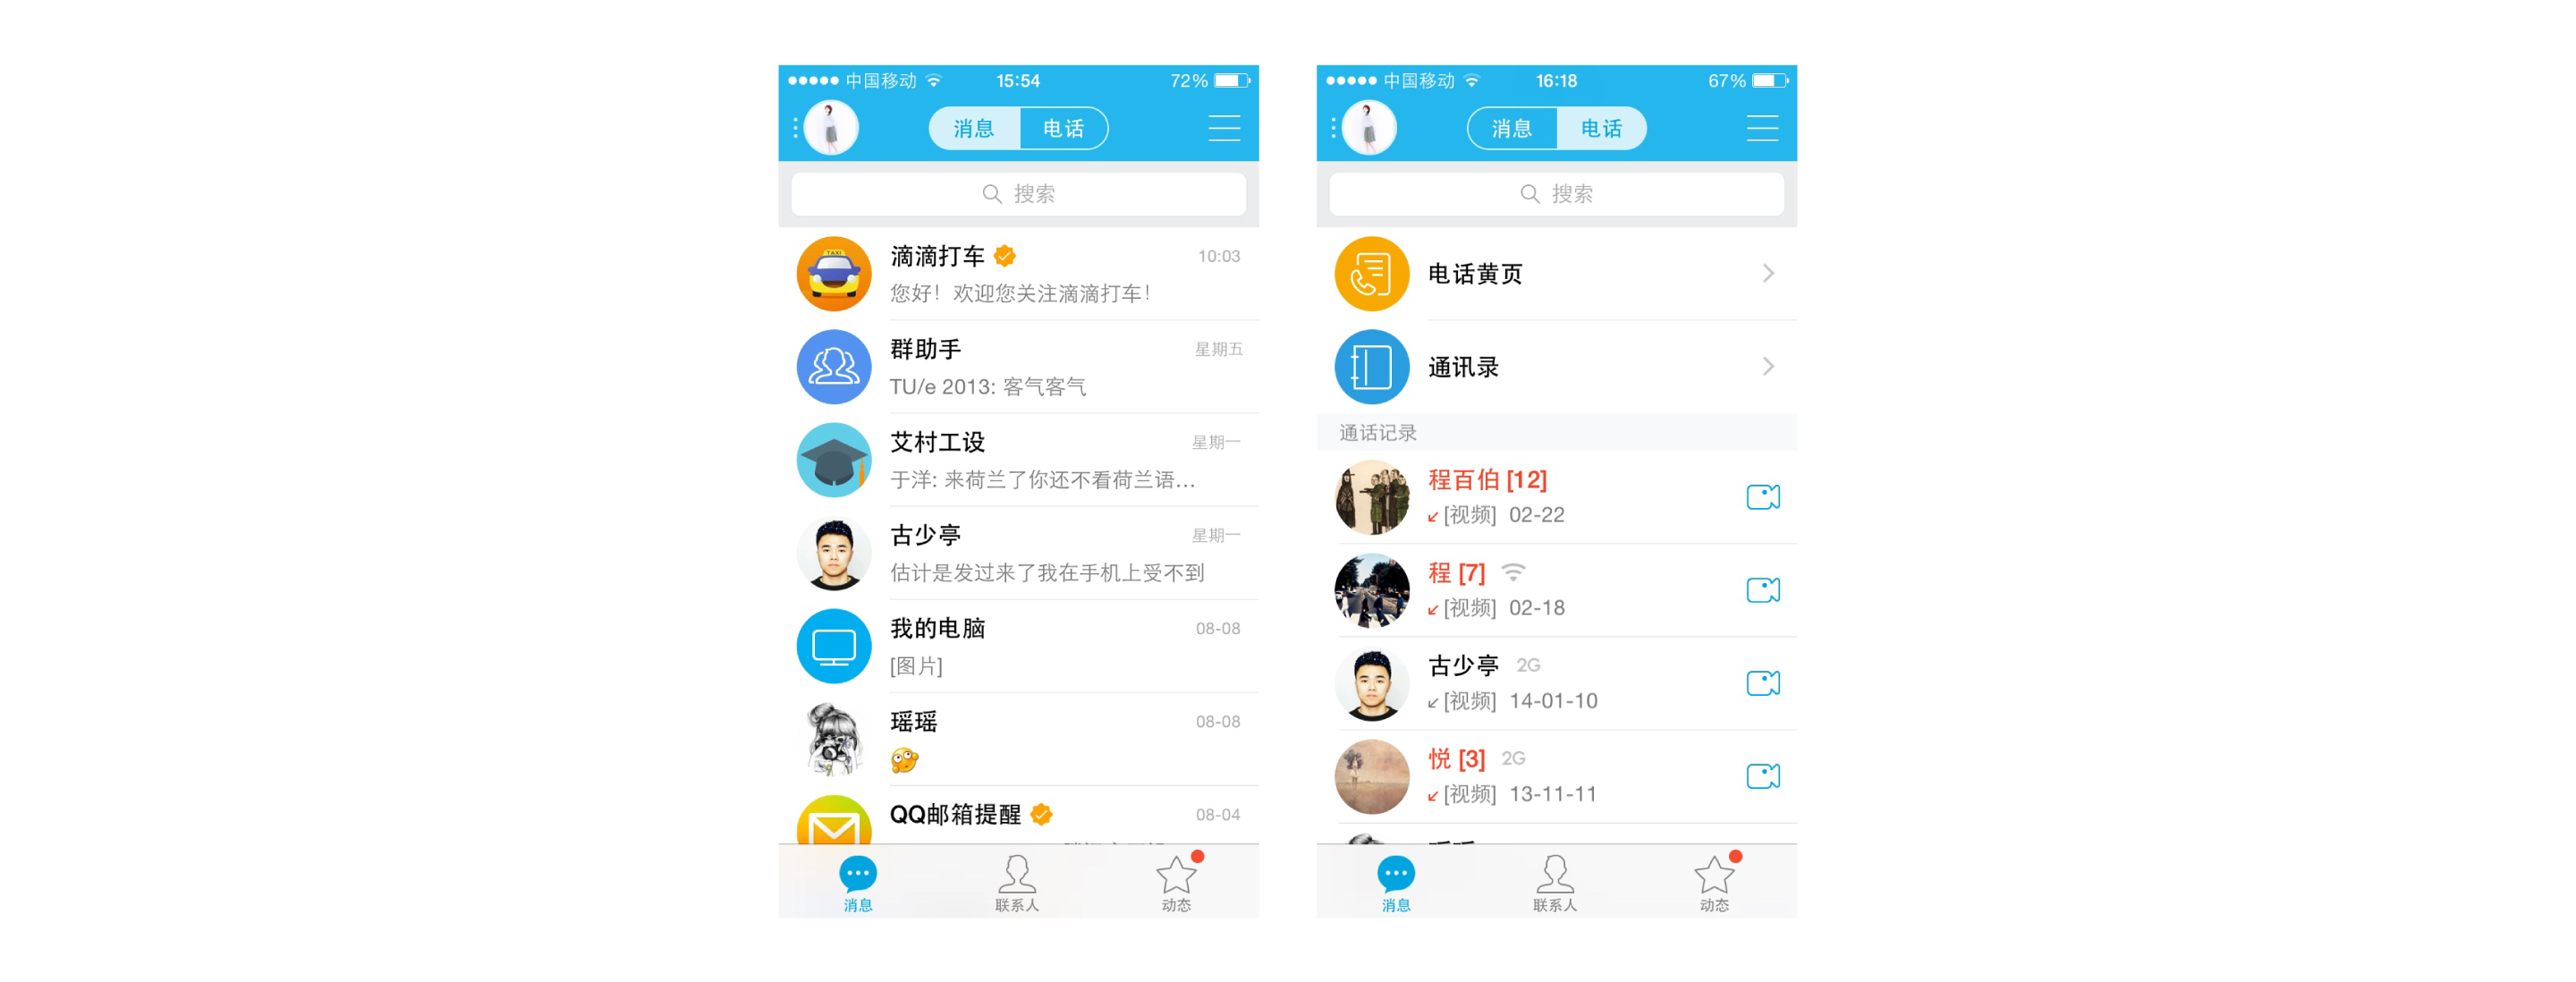 中国移动 15:54 72%
消息 电话
搜索
滴滴打车 10:03
您好！欢迎您关注滴滴打车！
群助手 星期五
TU/e 2013: 客气客气
艾村工设 星期一
于洋: 来荷兰了你还不看荷兰语...
古少亭 星期一
估计是发过来了我在手机上受不到
我的电脑 08-08
[图片]
瑶瑶 08-08
QQ邮箱提醒 08-04
消息 联系人 动态
中国移动 16:18 67%
消息 电话
搜索
电话黄页
通讯录
通话记录
程百伯 [12]
[视频] 02-22
程 [7]
[视频] 02-18
古少亭 2G
[视频] 14-01-10
悦 [3] 2G
[视频] 13-11-11
消息 联系人 动态